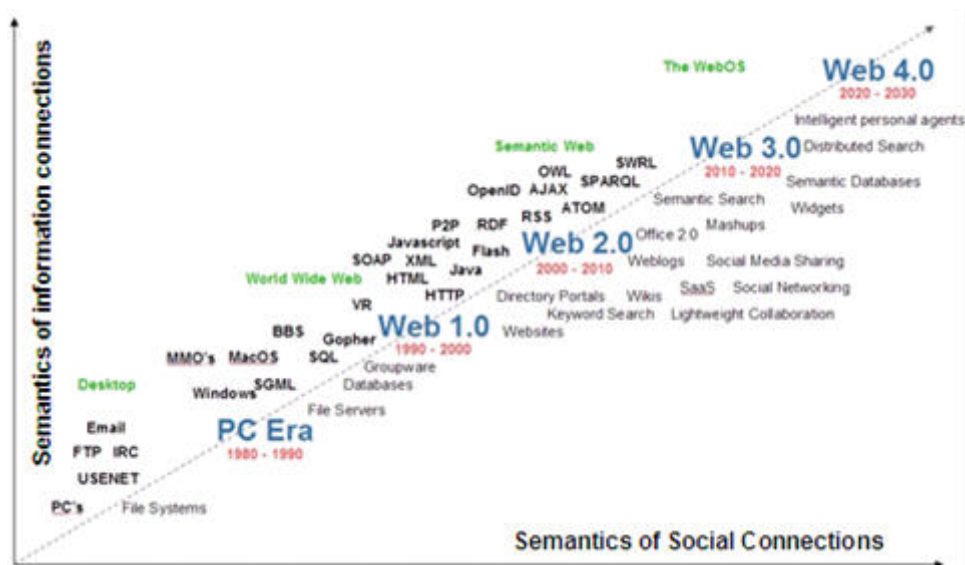 Semantics of information connections
The WebOS
Web 4.0
2020 - 2030
Intelligent personal agents
Semantic Web
Web 3.0
Distributed Search
2010 - 2020
SWRL
OWL
SPARQL
Semantic Databases
OpenID
AJAX
Semantic Search
Widgets
ATOM
RSS
Mashups
P2P
RDF
Office 2.0
Javascript
Flash
Web 2.0
2000 - 2010
SOAP
XML
Java
Weblogs
Social Media Sharing
World Wide Web
HTML
SaaS
Social Networking
HTTP
Directory Portals
Wikis
VR
Keyword Search
Lightweight Collaboration
Web 1.0
1990 - 2000
Websites
BBS
Gopher
MMO's
MacOS
SQL
Groupware
Desktop
SGML
Databases
Windows
File Servers
Email
PC Era
1980 - 1990
FTP
IRC
USENET
PC's
File Systems
Semantics of Social Connections